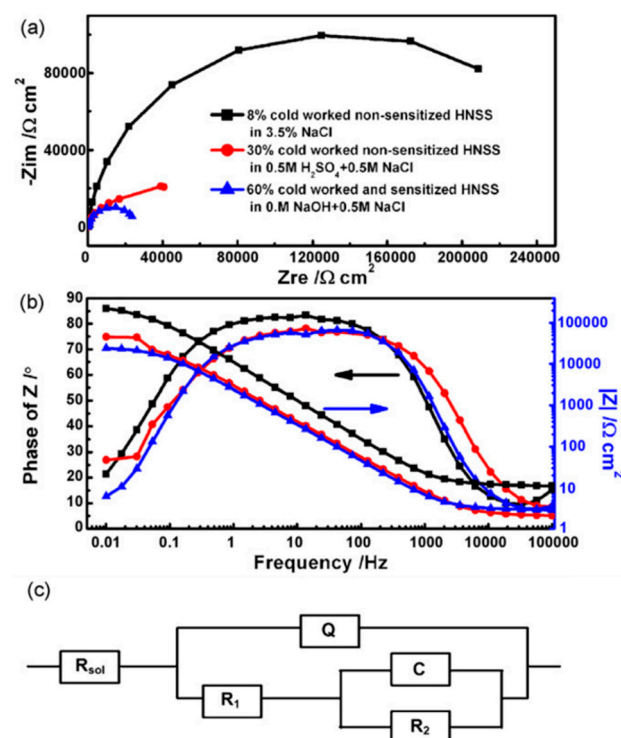 (a)
80000
40000
0
-Zim/Ω cm²
8% cold worked non-sensitized HNSS
in 3.5% NaCl
30% cold worked non-sensitized HNSS
in 0.5M H₂SO₄+0.5M NaCl
60% cold worked and sensitized HNSS
in 0.M NaOH+0.5M NaCl
0 40000 80000 120000 160000 200000 240000
Zre /Ω cm²
(b)
90
80
70
60
50
40
30
20
10
0
Phase of Z /°
100000
10000
1000
100
10
1
|Z| /Ω cm²
0.01 0.1 1 10 100 1000 10000 100000
Frequency /Hz
(c)
Q
Rsol
C
R₁
R₂